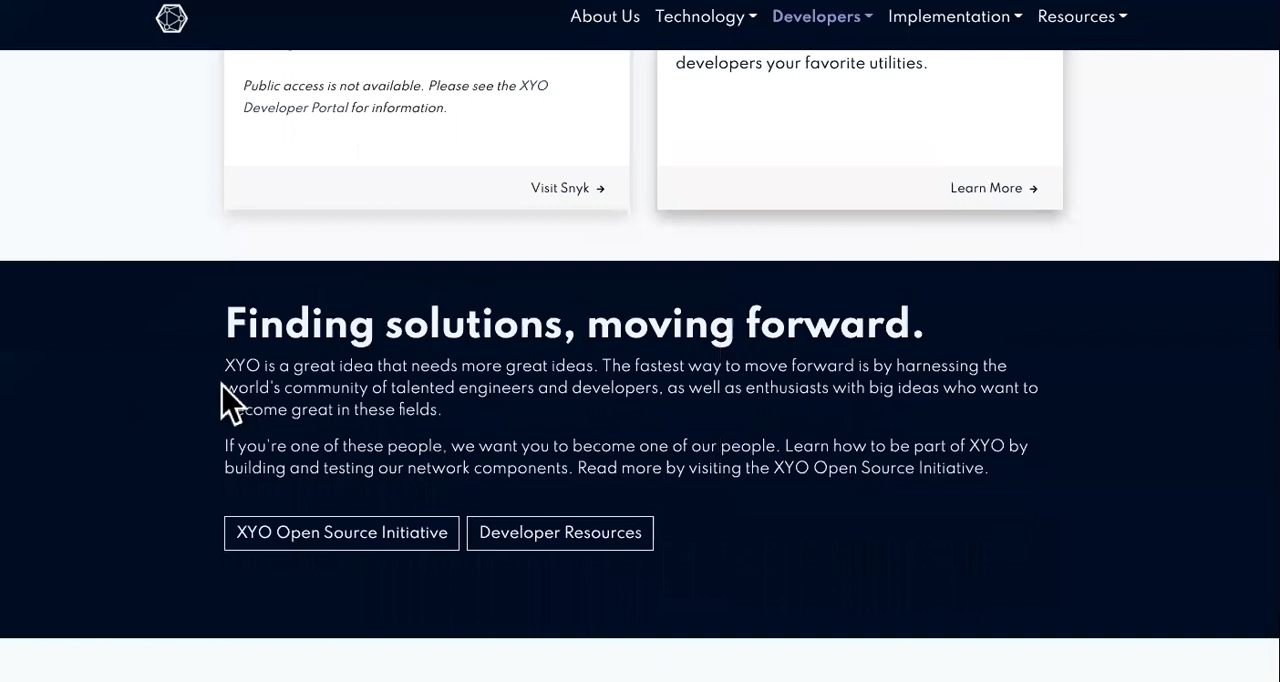 About Us Technology Developers Implementation Resources
developers your favorite utilities.
Public access is not available. Please see the XYO
Developer Portal for information.
Visit Snyk →
Learn More →
Finding solutions, moving forward.
XYO is a great idea that needs more great ideas. The fastest way to move forward is by harnessing the
world's community of talented engineers and developers, as well as enthusiasts with big ideas who want to
become great in these fields.
If you're one of these people, we want you to become one of our people. Learn how to be part of XYO by
building and testing our network components. Read more by visiting the XYO Open Source Initiative.
XYO Open Source Initiative
Developer Resources